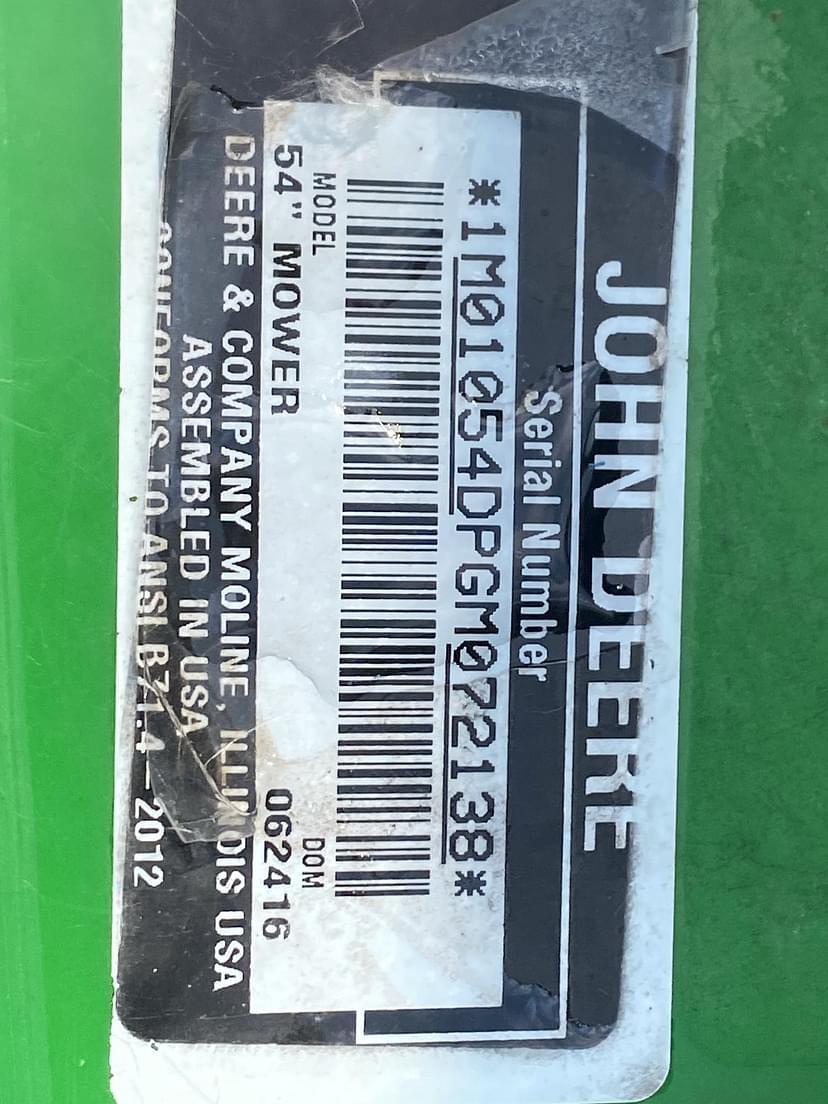 JOHN DEERE
Serial Number
*1M01054DPGM072138*
MODEL
54" MOWER
DOM
062416
DEERE & COMPANY MOLINE, ILLINOIS USA
ASSEMBLED IN USA
CONFORMS TO ANSI B71.4-2012